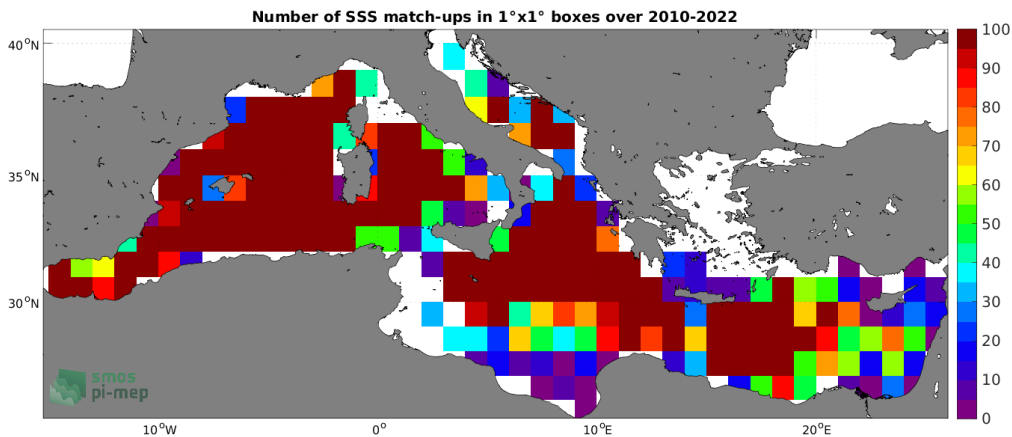 Number of SSS match-ups in 1°x1° boxes over 2010-2022
40°N
35°N
30°N
10°W
0°
10°E
20°E
100
90
80
70
60
50
40
30
20
10
0
smos
pi-mep